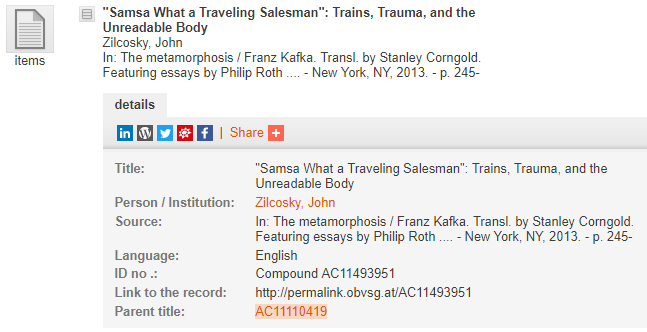 "Samsa What a Traveling Salesman": Trains, Trauma, and the
Unreadable Body
Zilcosky, John
In: The metamorphosis / Franz Kafka. Transl. by Stanley Corngold.
Featuring essays by Philip Roth .... - New York, NY, 2013. - p. 245-
items
details
| Share
Title: "Samsa What a Traveling Salesman": Trains, Trauma, and the
Unreadable Body
Person / Institution: Zilcosky, John
Source: In: The metamorphosis / Franz Kafka. Transl. by Stanley Corngold.
Featuring essays by Philip Roth .... - New York, NY, 2013. - p. 245-
Language: English
ID no .: Compound AC11493951
Link to the record: http://permalink.obvsg.at/AC11493951
Parent title: AC11110419